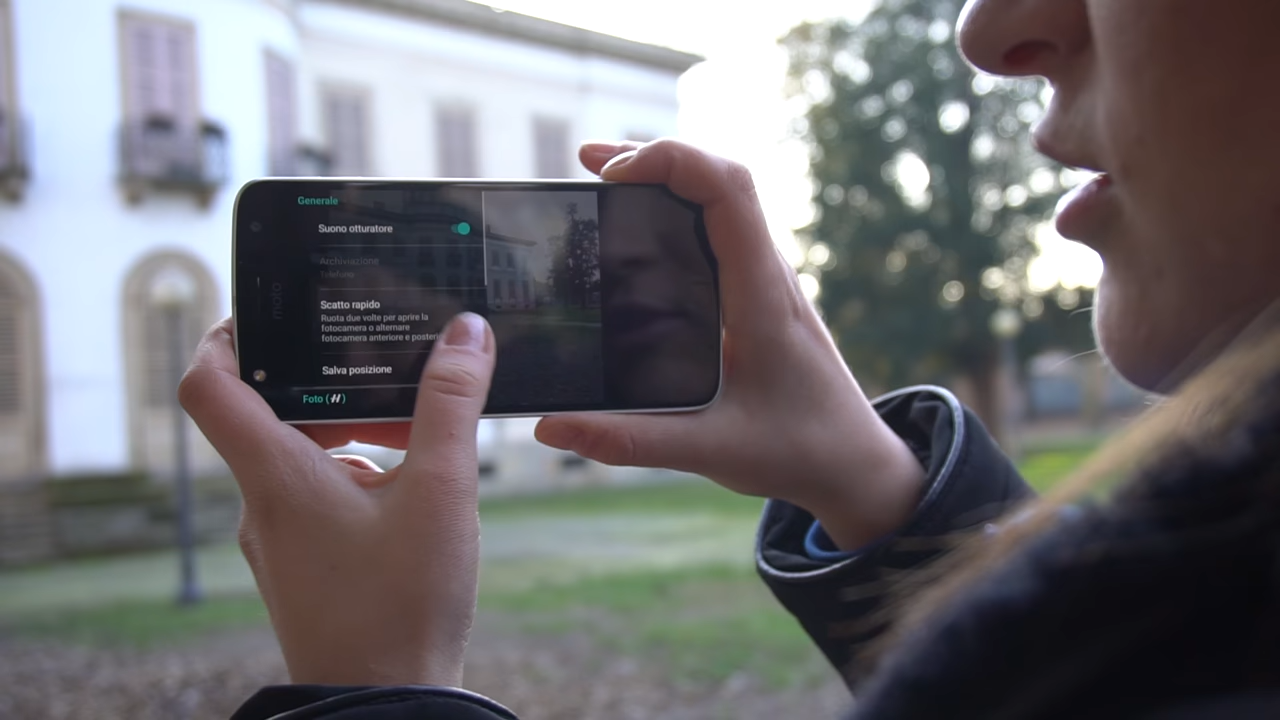 Generale
Suono otturatore
Archiviazione
Telefono
Scatto rapido
Ruota due volte per aprire la
fotocamera o alternare
fotocamera anteriore e posteri
Salva posizione
Foto (H)
moto